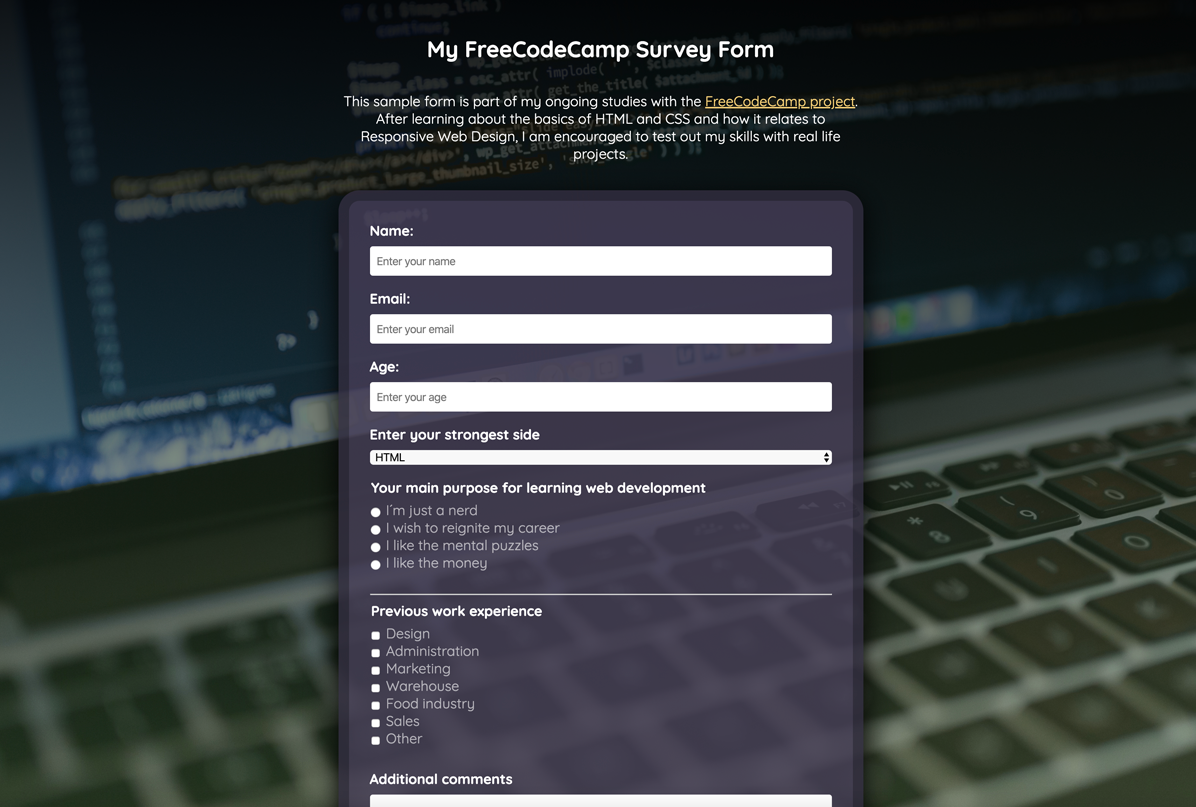 My FreeCodeCamp Survey Form
This sample form is part of my ongoing studies with the FreeCodeCamp project.
After learning about the basics of HTML and CSS and how it relates to
Responsive Web Design, I am encouraged to test out my skills with real life
projects.
Name:
Enter your name
Email:
Enter your email
Age:
Enter your age
Enter your strongest side
HTML
Your main purpose for learning web development
I´m just a nerd
I wish to reignite my career
I like the mental puzzles
I like the money
Previous work experience
Design
Administration
Marketing
Warehouse
Food industry
Sales
Other
Additional comments